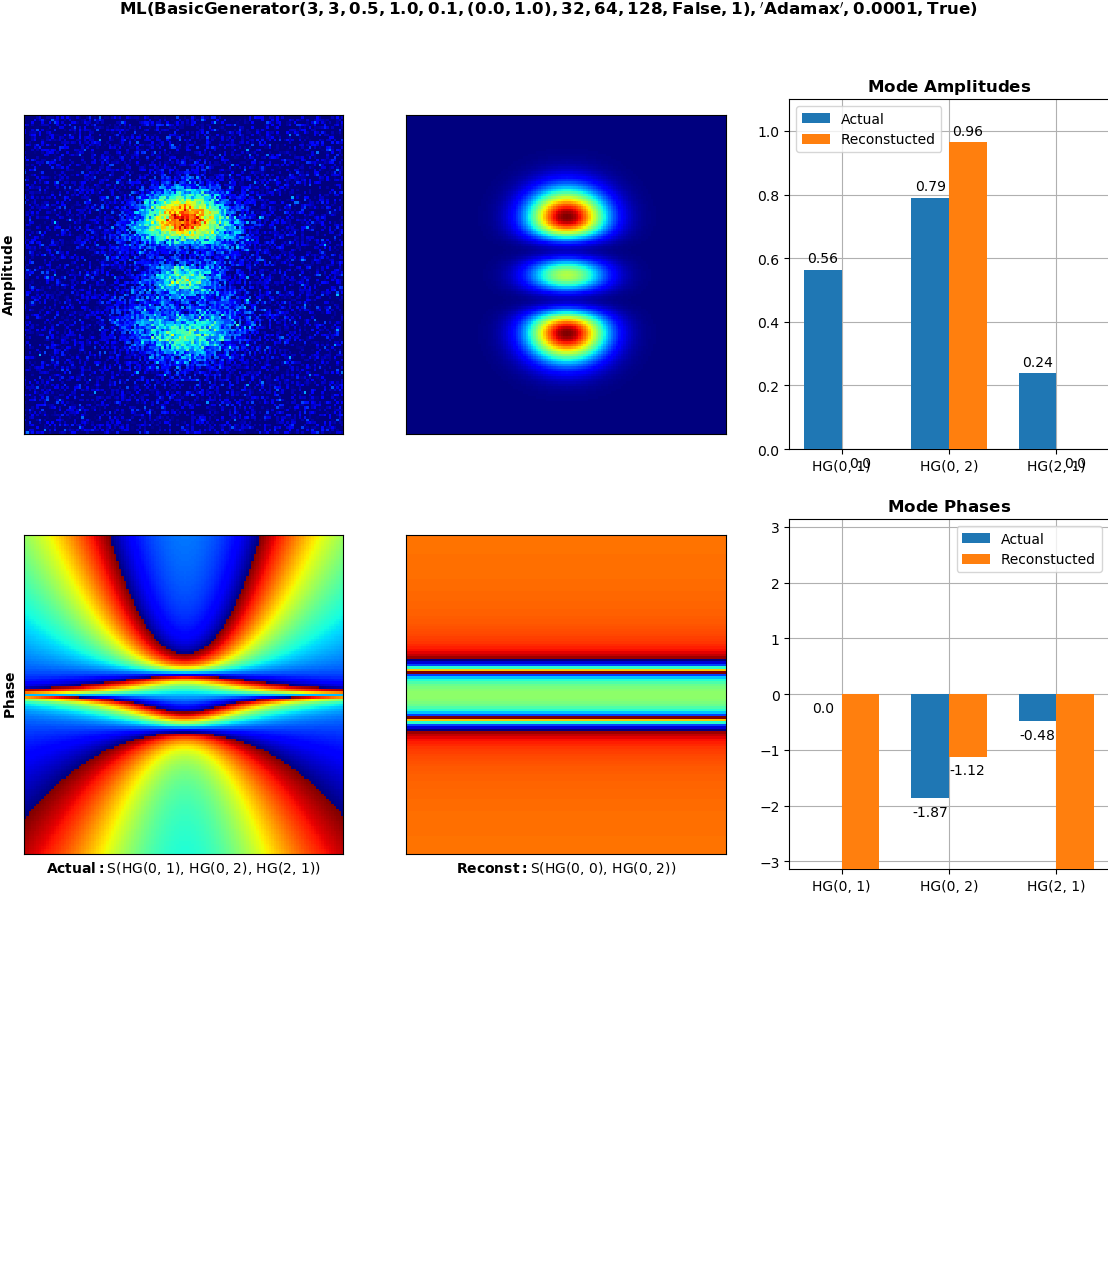 ML(BasicGenerator(3, 3, 0.5, 1.0, 0.1, (0.0, 1.0), 32, 64, 128, False, 1), ′Adamax′, 0.0001, True)
Mode Amplitudes
Actual
Reconstucted
1.0
0.8
0.6
0.4
0.2
0.0
0.56
0.0
0.79
0.96
0.24
0.0
HG(0, 1)
HG(0, 2)
HG(2, 1)
Amplitude
Mode Phases
Actual
Reconstucted
3
2
1
0
−1
−2
−3
0.0
-1.87
-1.12
-0.48
HG(0, 1)
HG(0, 2)
HG(2, 1)
Phase
Actual: S(HG(0, 1), HG(0, 2), HG(2, 1))
Reconst: S(HG(0, 0), HG(0, 2))